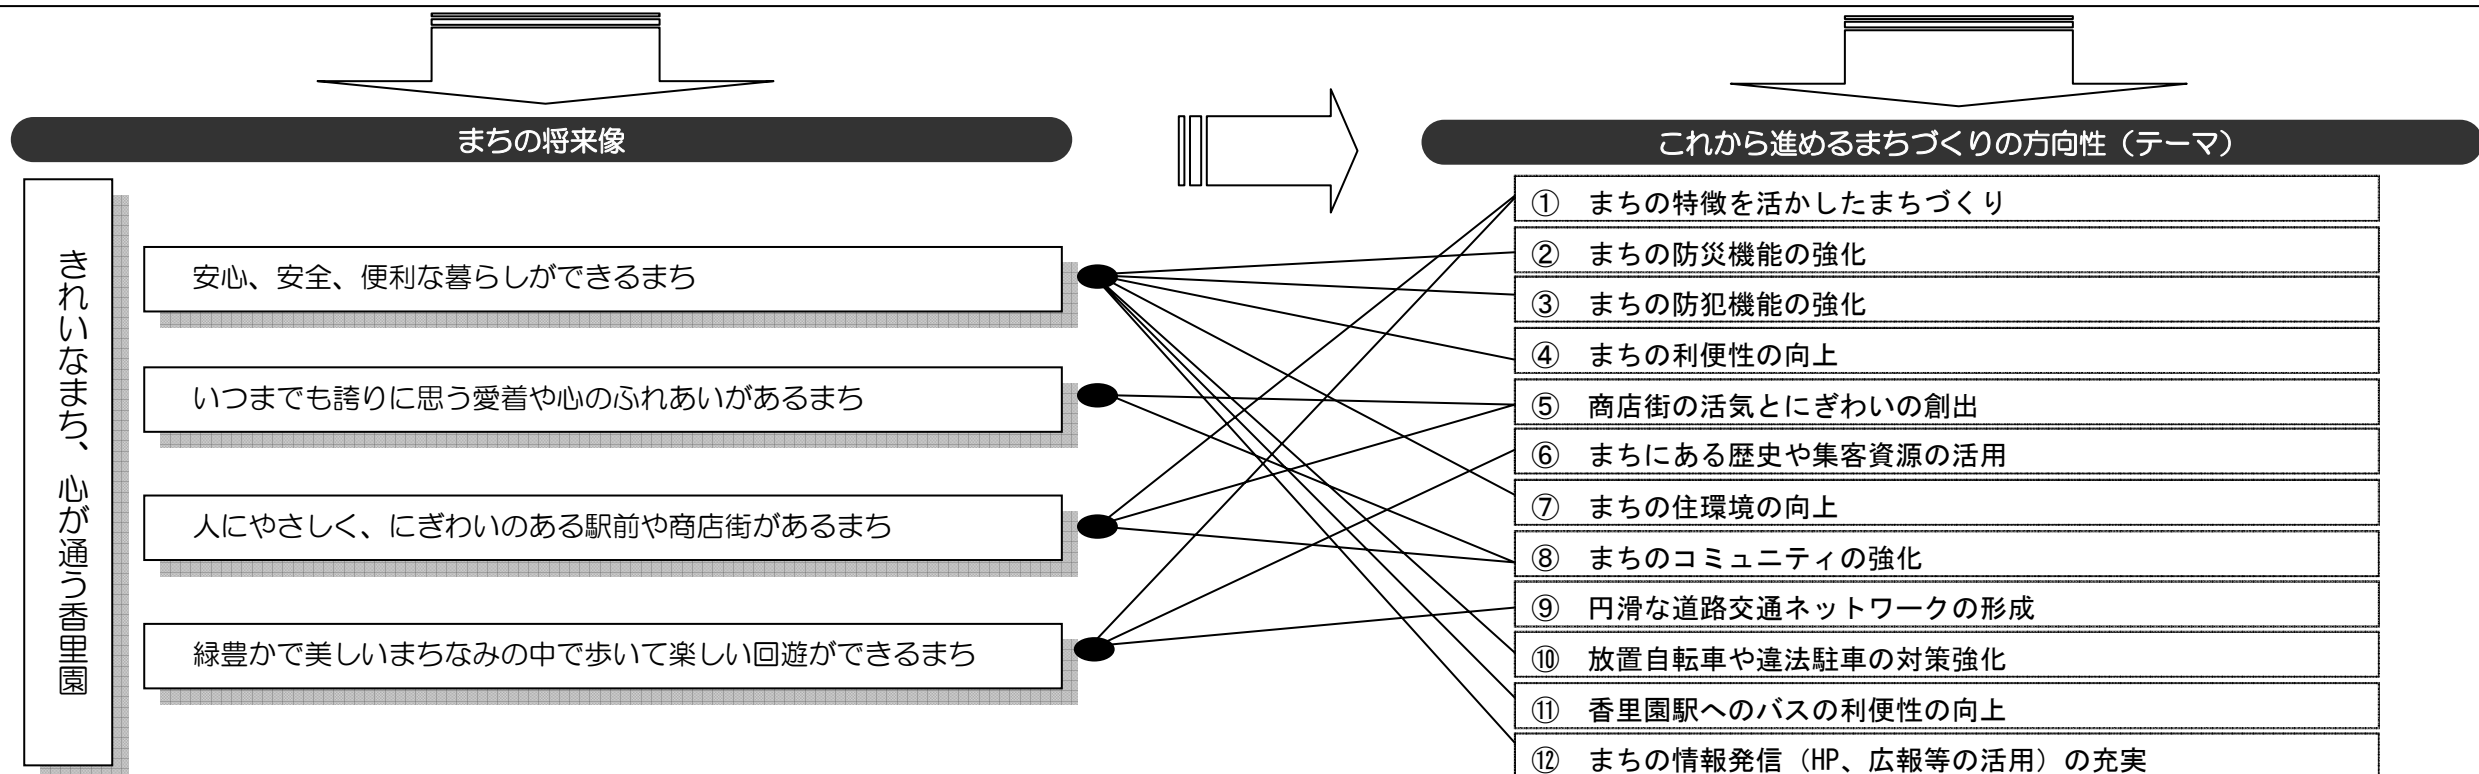 まちの将来像
きれいなまち、心が通う香里園
安心、安全、便利な暮らしができるまち
いつまでも誇りに思う愛着や心のふれあいがあるまち
人にやさしく、にぎわいのある駅前や商店街があるまち
緑豊かで美しいまちなみの中で歩いて楽しい回遊ができるまち
これから進めるまちづくりの方向性（テーマ）
① まちの特徴を活かしたまちづくり
② まちの防災機能の強化
③ まちの防犯機能の強化
④ まちの利便性の向上
⑤ 商店街の活気とにぎわいの創出
⑥ まちにある歴史や集客資源の活用
⑦ まちの住環境の向上
⑧ まちのコミュニティの強化
⑨ 円滑な道路交通ネットワークの形成
⑩ 放置自転車や違法駐車の対策強化
⑪ 香里園駅へのバスの利便性の向上
⑫ まちの情報発信（HP、広報等の活用）の充実